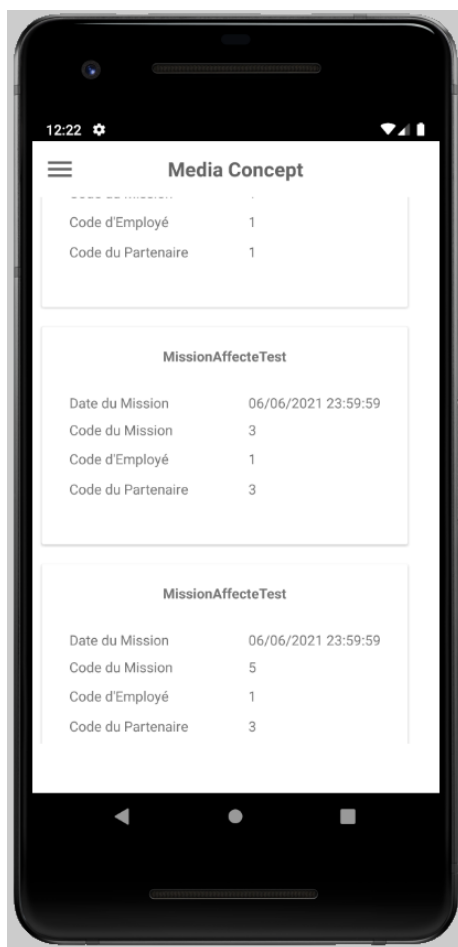 12:22
Media Concept
Code d'Employé 1
Code du Partenaire 1
MissionAffecteTest
Date du Mission 06/06/2021 23:59:59
Code du Mission 3
Code d'Employé 1
Code du Partenaire 3
MissionAffecteTest
Date du Mission 06/06/2021 23:59:59
Code du Mission 5
Code d'Employé 1
Code du Partenaire 3